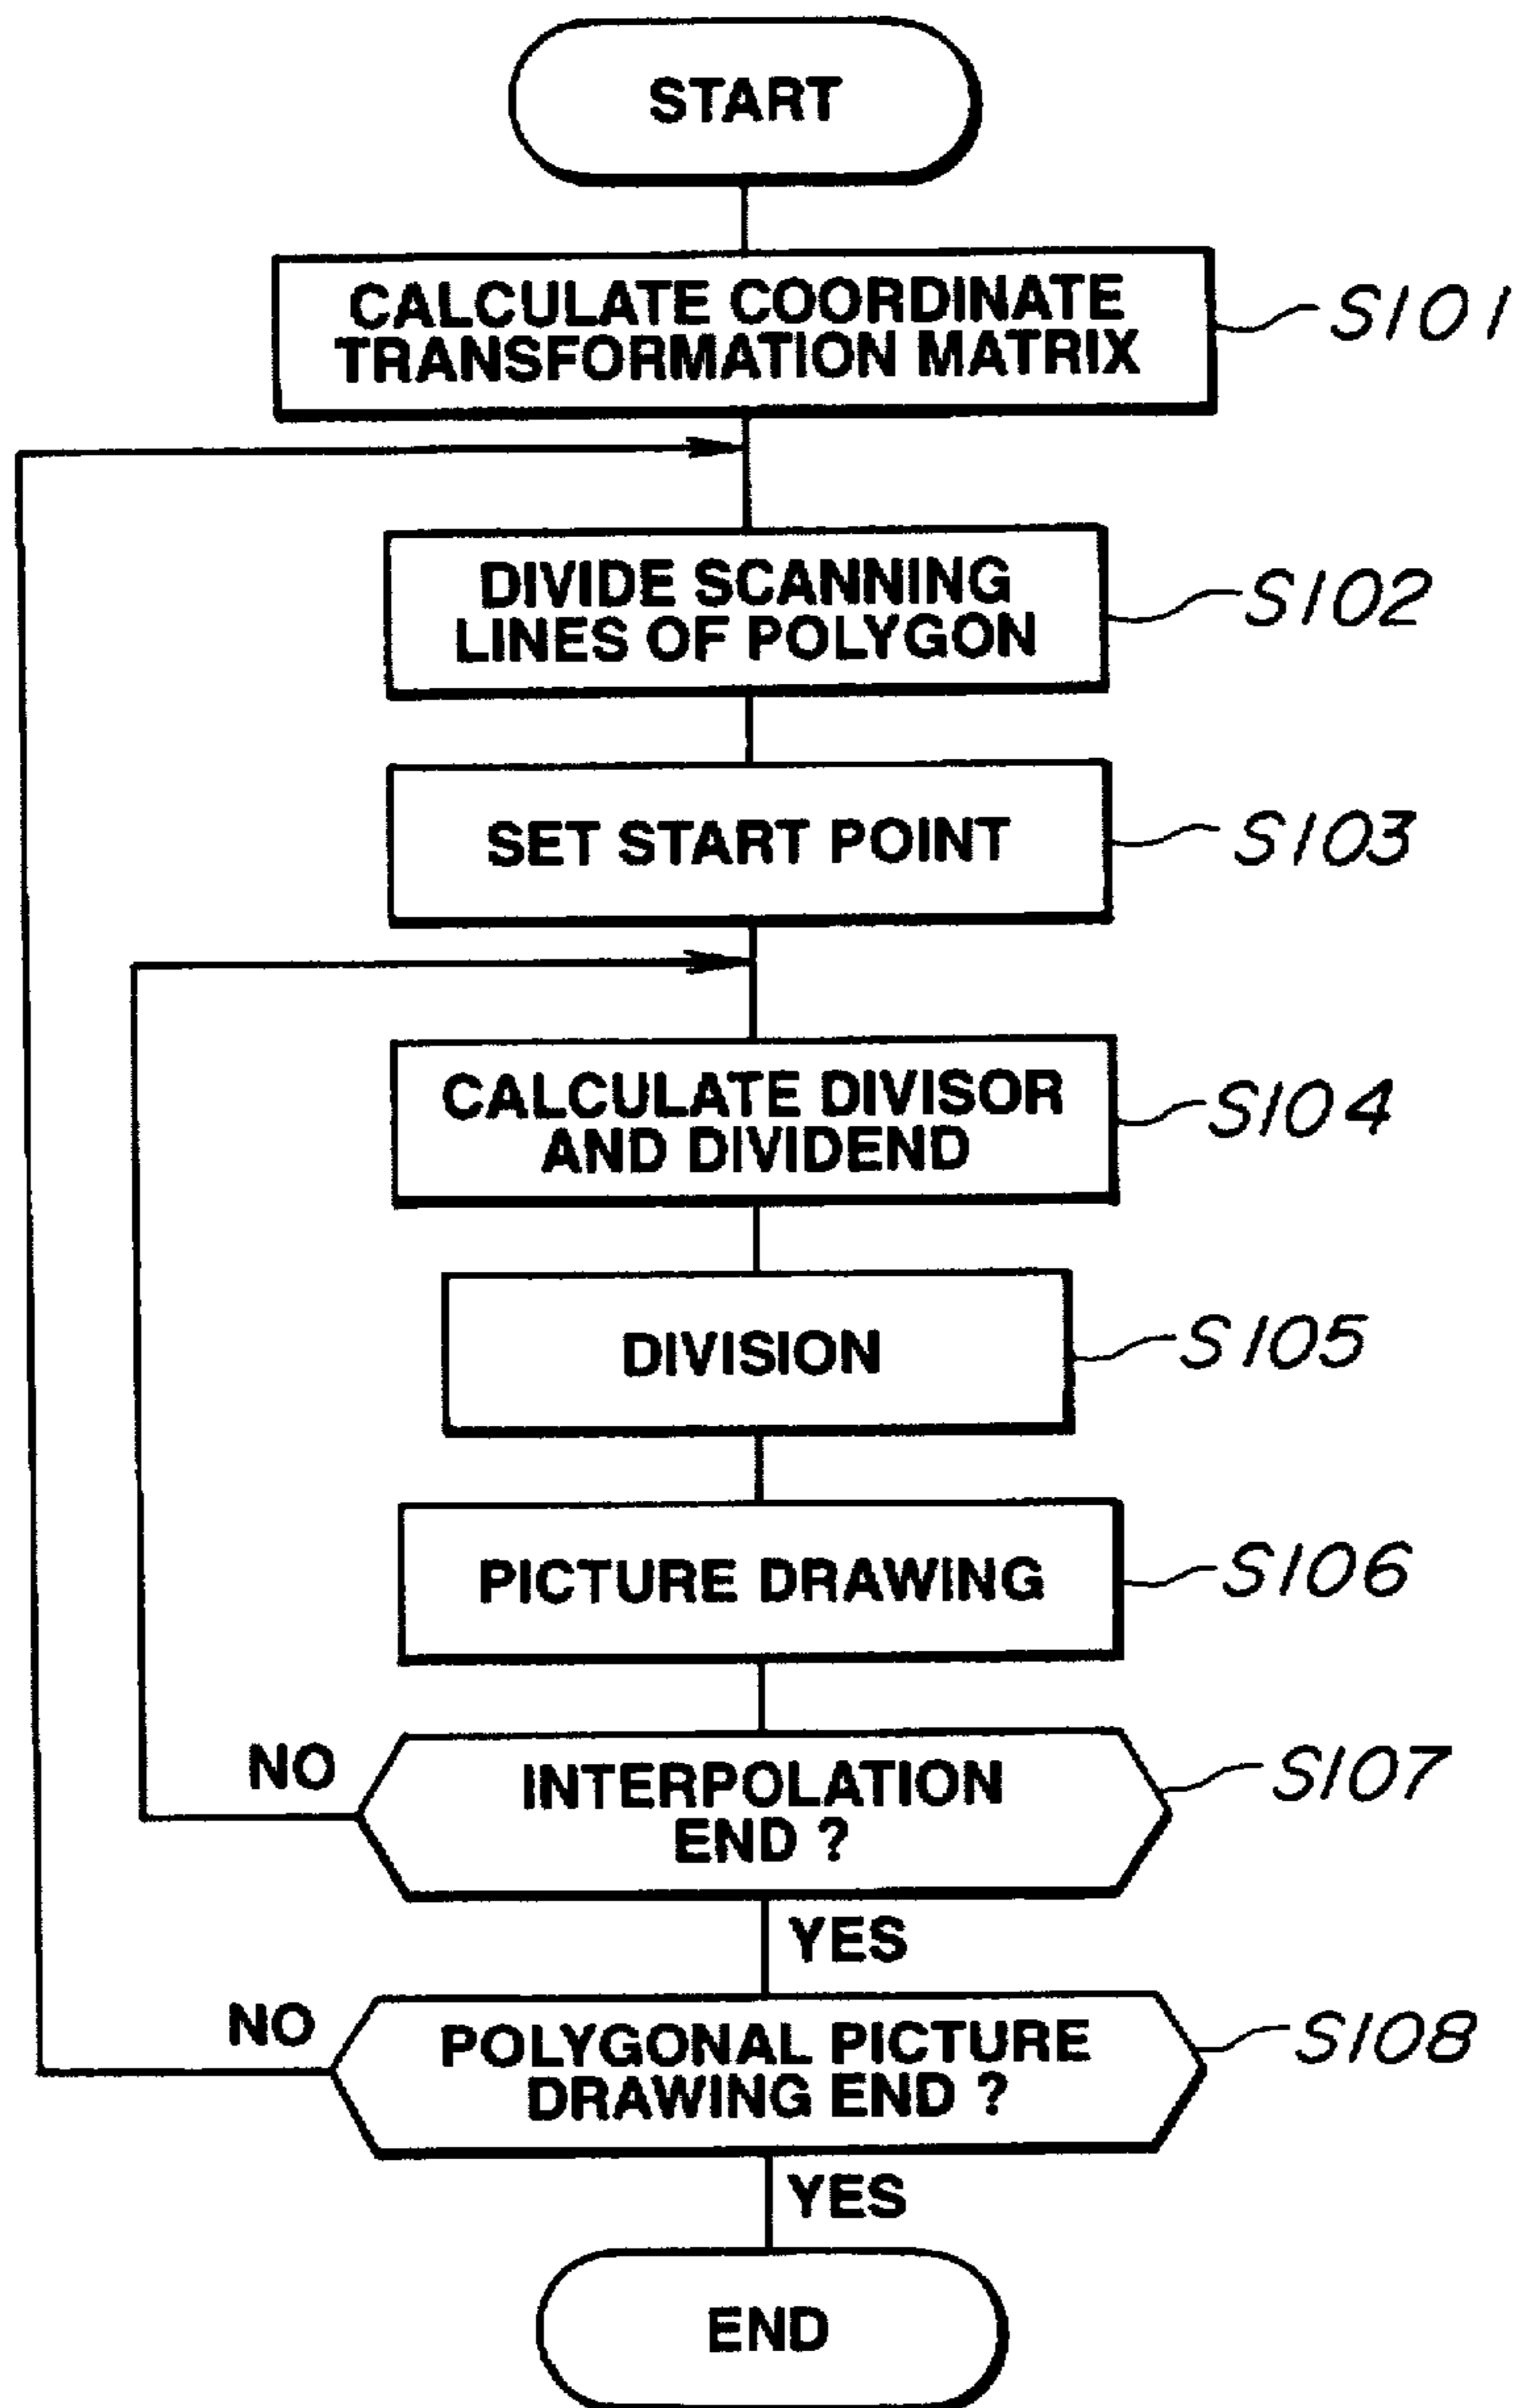 START
CALCULATE COORDINATE
TRANSFORMATION MATRIX
S101
DIVIDE SCANNING
LINES OF POLYGON
S102
SET START POINT
S103
CALCULATE DIVISOR
AND DIVIDEND
S104
DIVISION
S105
PICTURE DRAWING
S106
NO
INTERPOLATION
END ?
S107
YES
NO
POLYGONAL PICTURE
DRAWING END ?
S108
YES
END